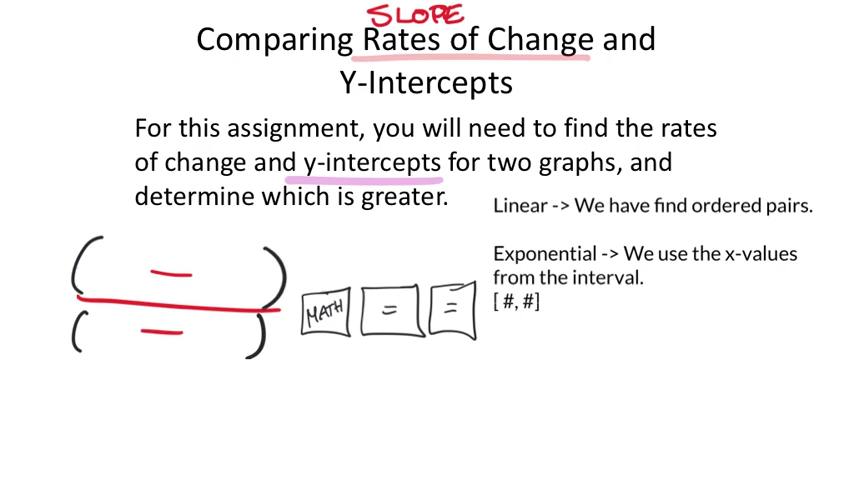 SLOPE
Comparing Rates of Change and
Y-Intercepts
For this assignment, you will need to find the rates
of change and y-intercepts for two graphs, and
determine which is greater.
Linear -> We have find ordered pairs.
Exponential -> We use the x-values
from the interval.
[ #, #]
( — )
( — )
MATH = =